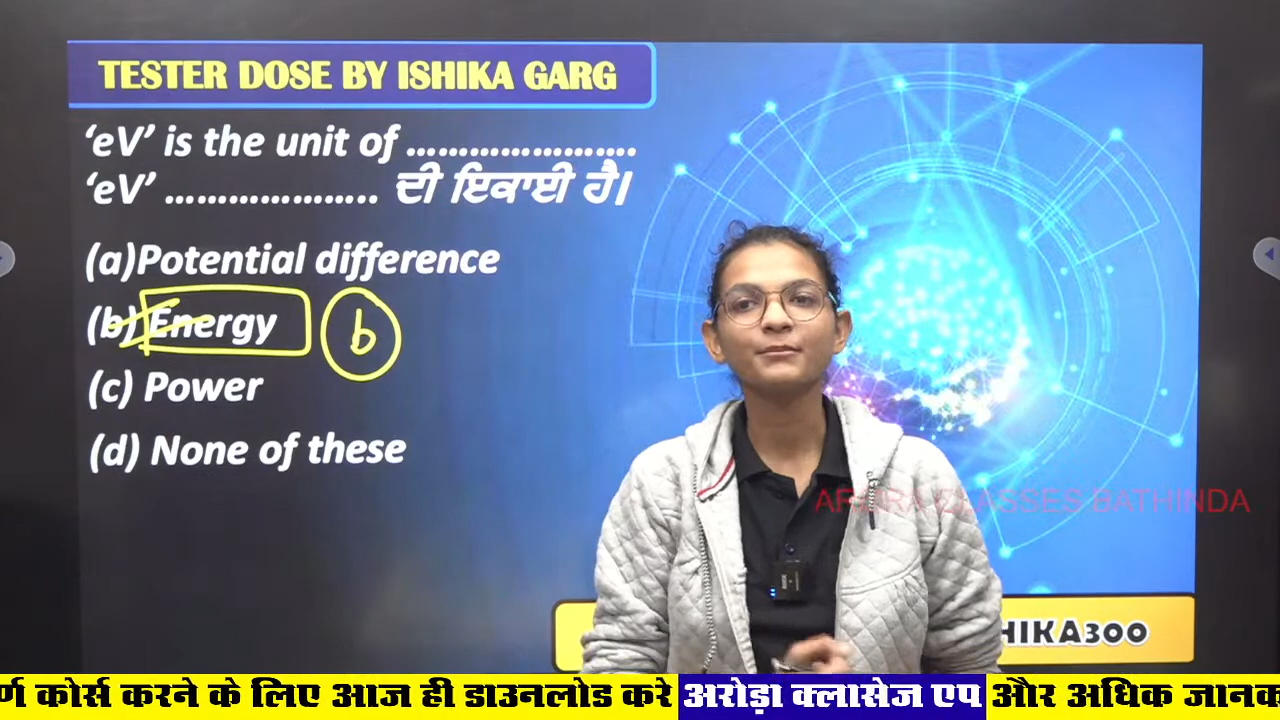 TESTER DOSE BY ISHIKA GARG
‘eV’ is the unit of ………………….
‘eV’ ……………….. ਦੀ ਇਕਾਈ ਹੈ।
(a)Potential difference
(b) Energy
b
(c) Power
(d) None of these
ARORA CLASSES BATHINDA
HIKA300
कोर्स करने के लिए आज ही डाउनलोड करे अरोड़ा क्लासेज एप और अधिक